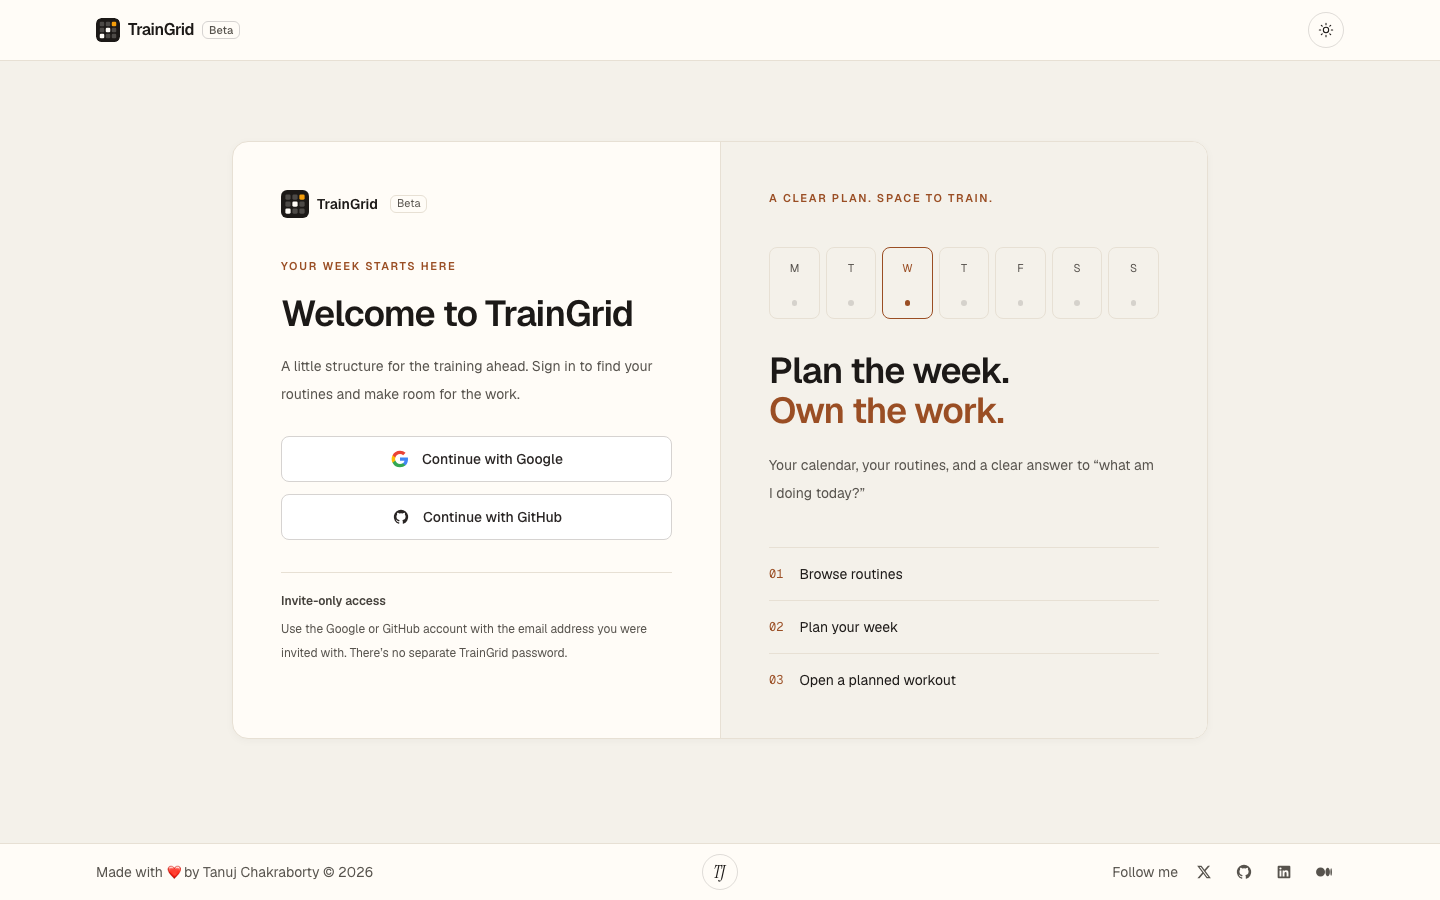 TrainGrid Beta
TrainGrid Beta
YOUR WEEK STARTS HERE
Welcome to TrainGrid
A little structure for the training ahead. Sign in to find your
routines and make room for the work.
Continue with Google
Continue with GitHub
Invite-only access
Use the Google or GitHub account with the email address you were
invited with. There’s no separate TrainGrid password.
A CLEAR PLAN. SPACE TO TRAIN.
M T W T F S S
Plan the week.
Own the work.
Your calendar, your routines, and a clear answer to “what am
I doing today?”
01 Browse routines
02 Plan your week
03 Open a planned workout
Made with ❤️ by Tanuj Chakraborty © 2026
TJ
Follow me